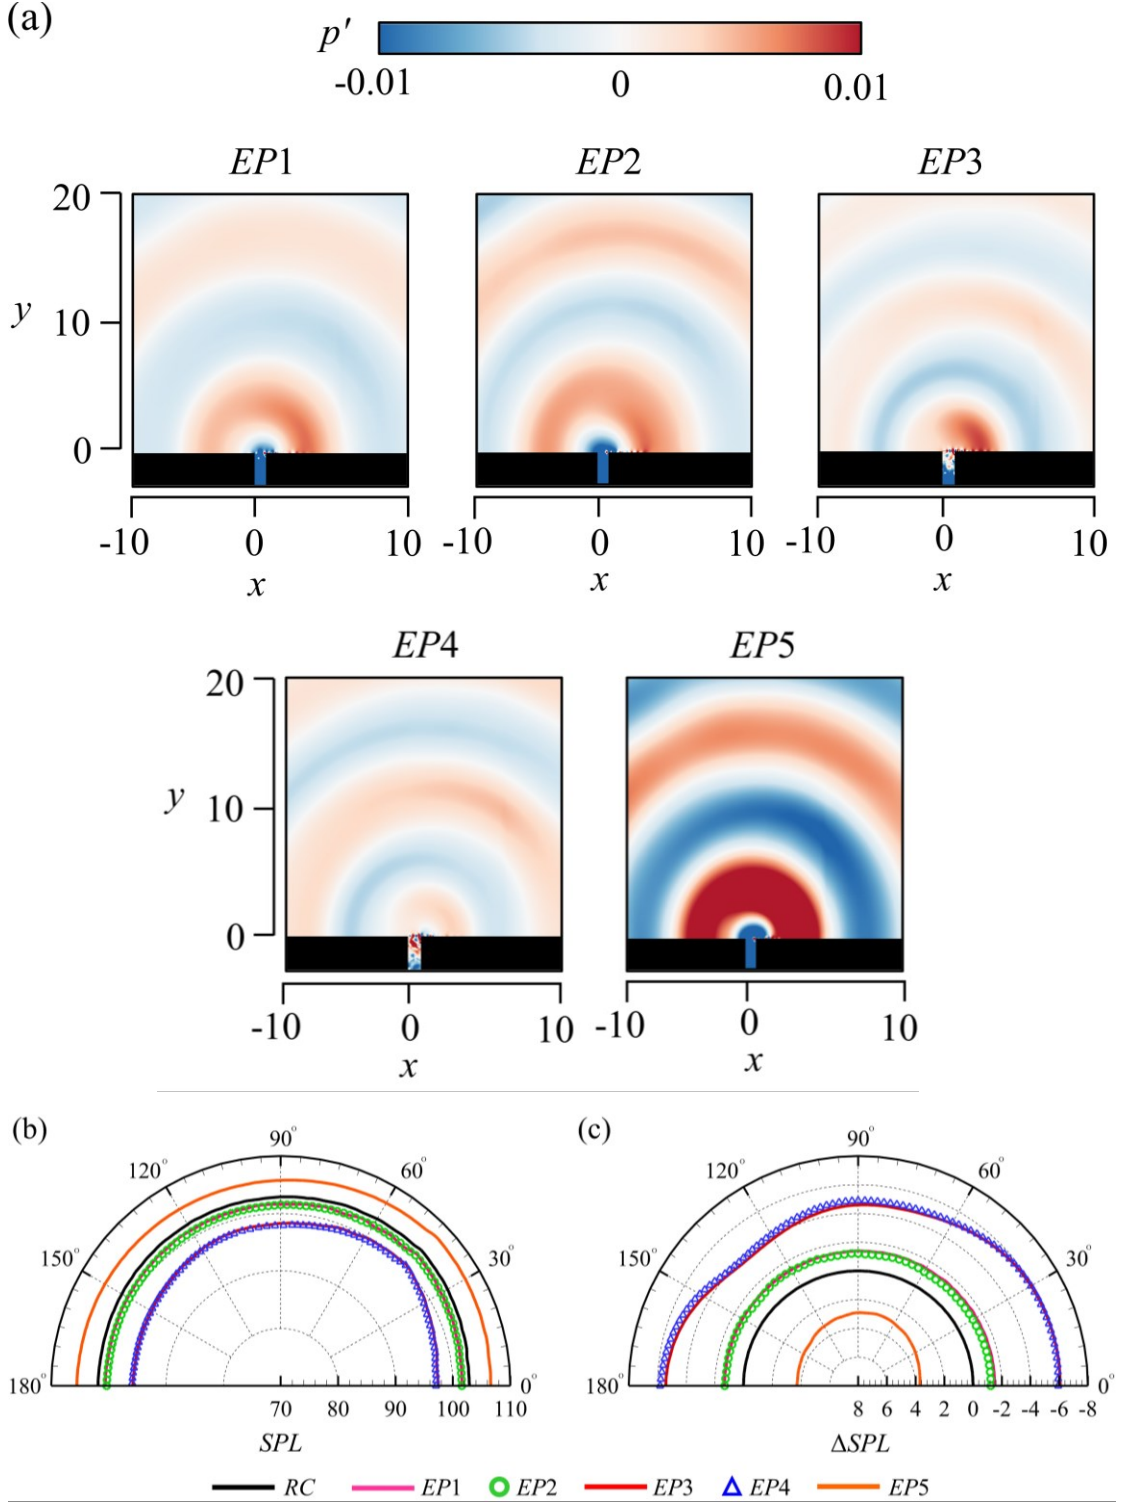 (a)
p′
-0.01 0 0.01
EP1 EP2 EP3
20
y 10
0
-10 0 10 -10 0 10 -10 0 10
x x x
EP4 EP5
20
y 10
0
-10 0 10 -10 0 10
x x
(b) (c)
90° 90°
120° 60° 120° 60°
150° 30° 150° 30°
180° 0° 180° 0°
70 80 90 100 110 8 6 4 2 0 -2 -4 -6 -8
SPL ΔSPL
RC EP1 EP2 EP3 EP4 EP5